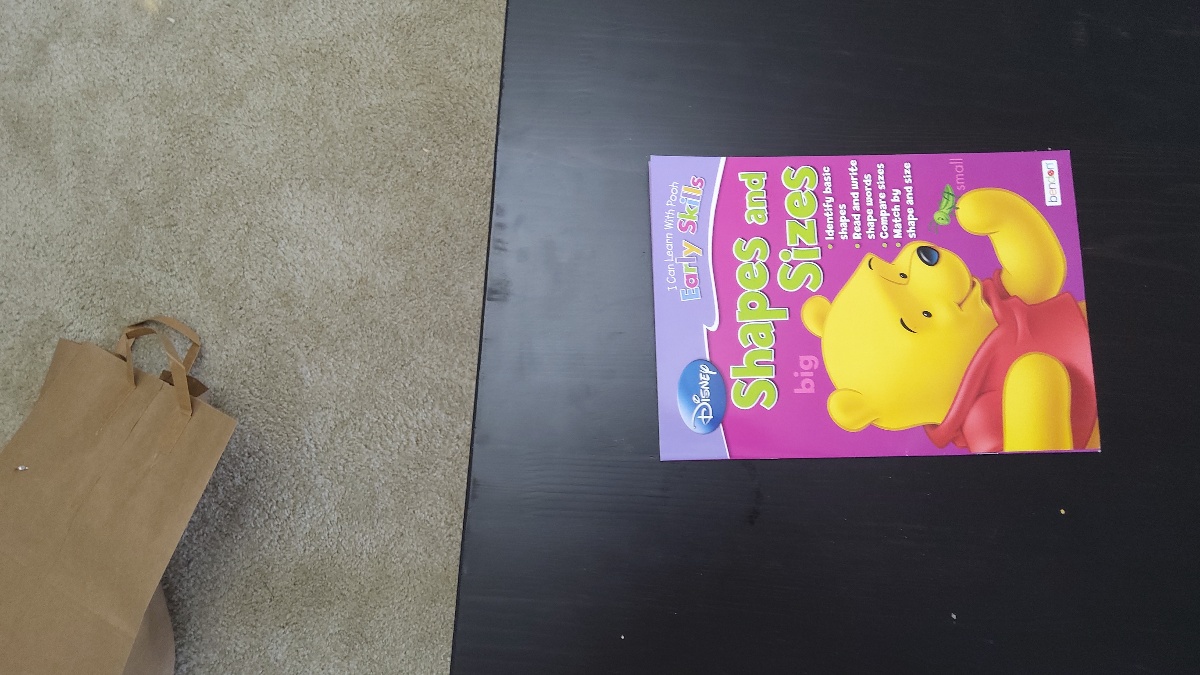 I Can Learn With Pooh
Early Skills
DISNEY
Shapes and
Sizes
• Identify basic
shapes
• Read and write
shape words
• Compare sizes
• Match by
shape and size
big
small
bendon